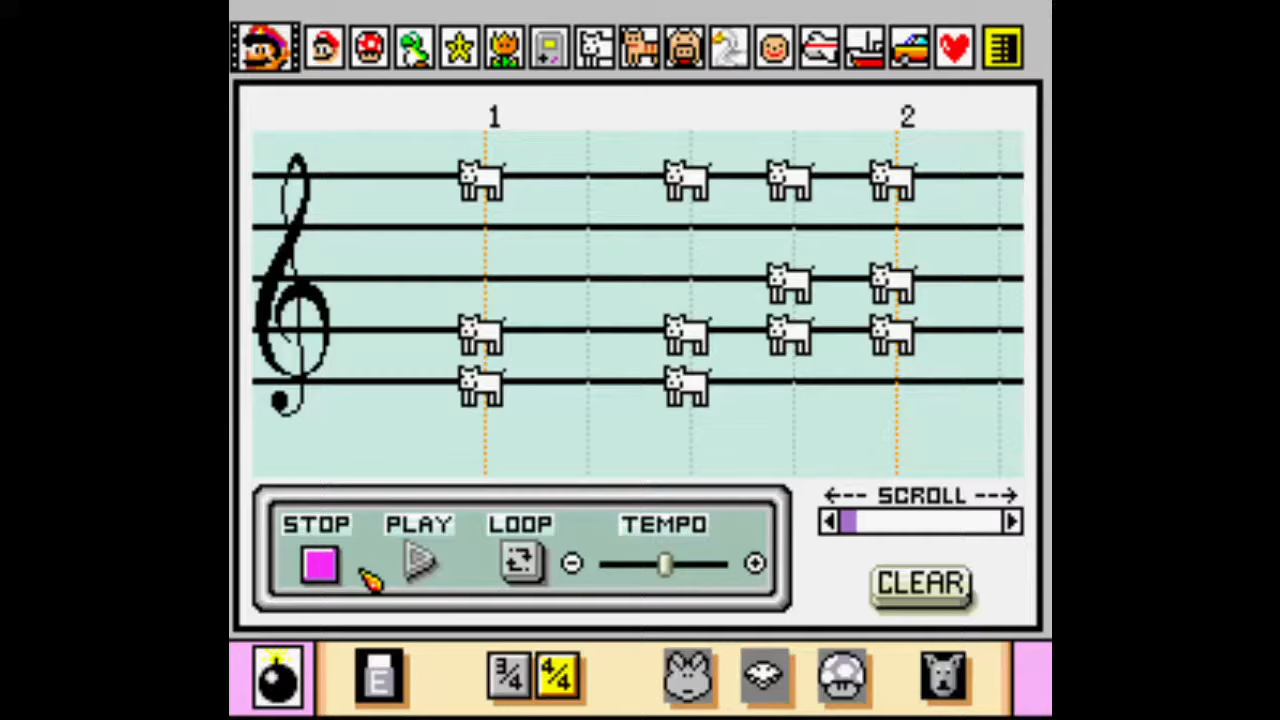 1 2
<--- SCROLL --->
STOP PLAY LOOP TEMPO
CLEAR
E 3/4 4/4